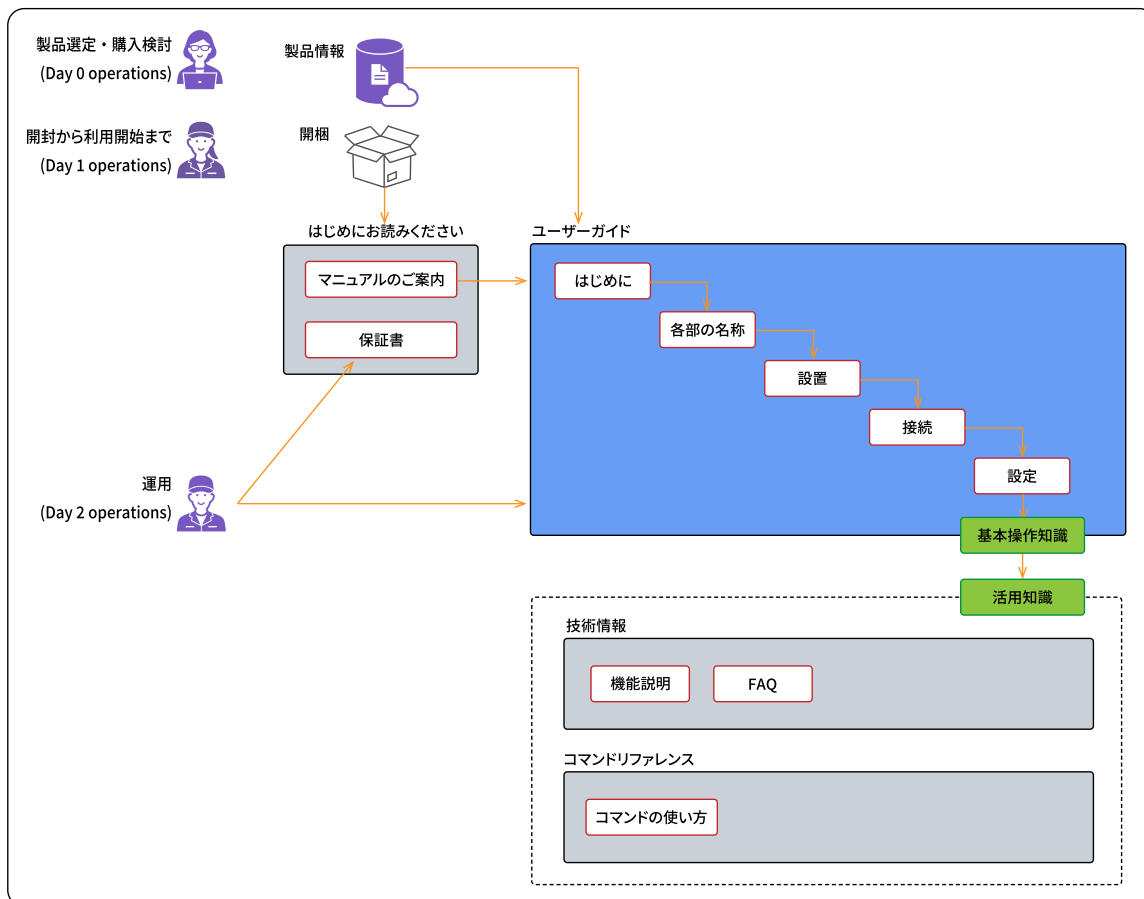 製品選定・購入検討
(Day 0 operations)
製品情報
開封から利用開始まで
(Day 1 operations)
開梱
はじめにお読みください
マニュアルのご案内
保証書
ユーザーガイド
はじめに
各部の名称
設置
接続
設定
運用
(Day 2 operations)
基本操作知識
活用知識
技術情報
機能説明
FAQ
コマンドリファレンス
コマンドの使い方